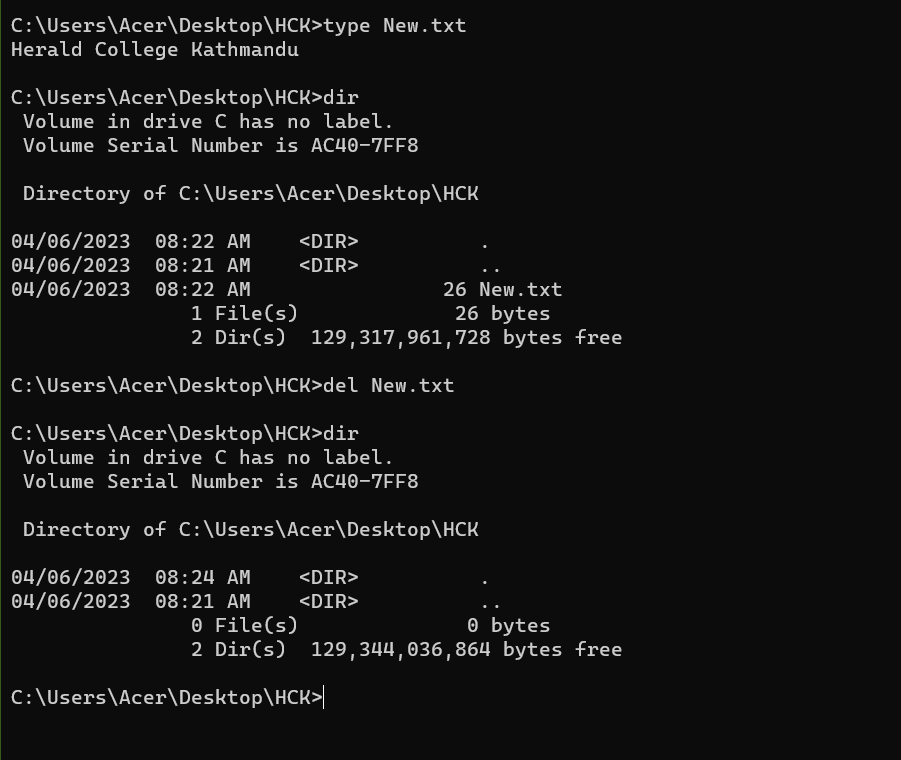 C:\Users\Acer\Desktop\HCK>type New.txt
Herald College Kathmandu

C:\Users\Acer\Desktop\HCK>dir
 Volume in drive C has no label.
 Volume Serial Number is AC40-7FF8

 Directory of C:\Users\Acer\Desktop\HCK

04/06/2023  08:22 AM    <DIR>          .
04/06/2023  08:21 AM    <DIR>          ..
04/06/2023  08:22 AM                26 New.txt
               1 File(s)             26 bytes
               2 Dir(s)  129,317,961,728 bytes free

C:\Users\Acer\Desktop\HCK>del New.txt

C:\Users\Acer\Desktop\HCK>dir
 Volume in drive C has no label.
 Volume Serial Number is AC40-7FF8

 Directory of C:\Users\Acer\Desktop\HCK

04/06/2023  08:24 AM    <DIR>          .
04/06/2023  08:21 AM    <DIR>          ..
               0 File(s)              0 bytes
               2 Dir(s)  129,344,036,864 bytes free

C:\Users\Acer\Desktop\HCK>